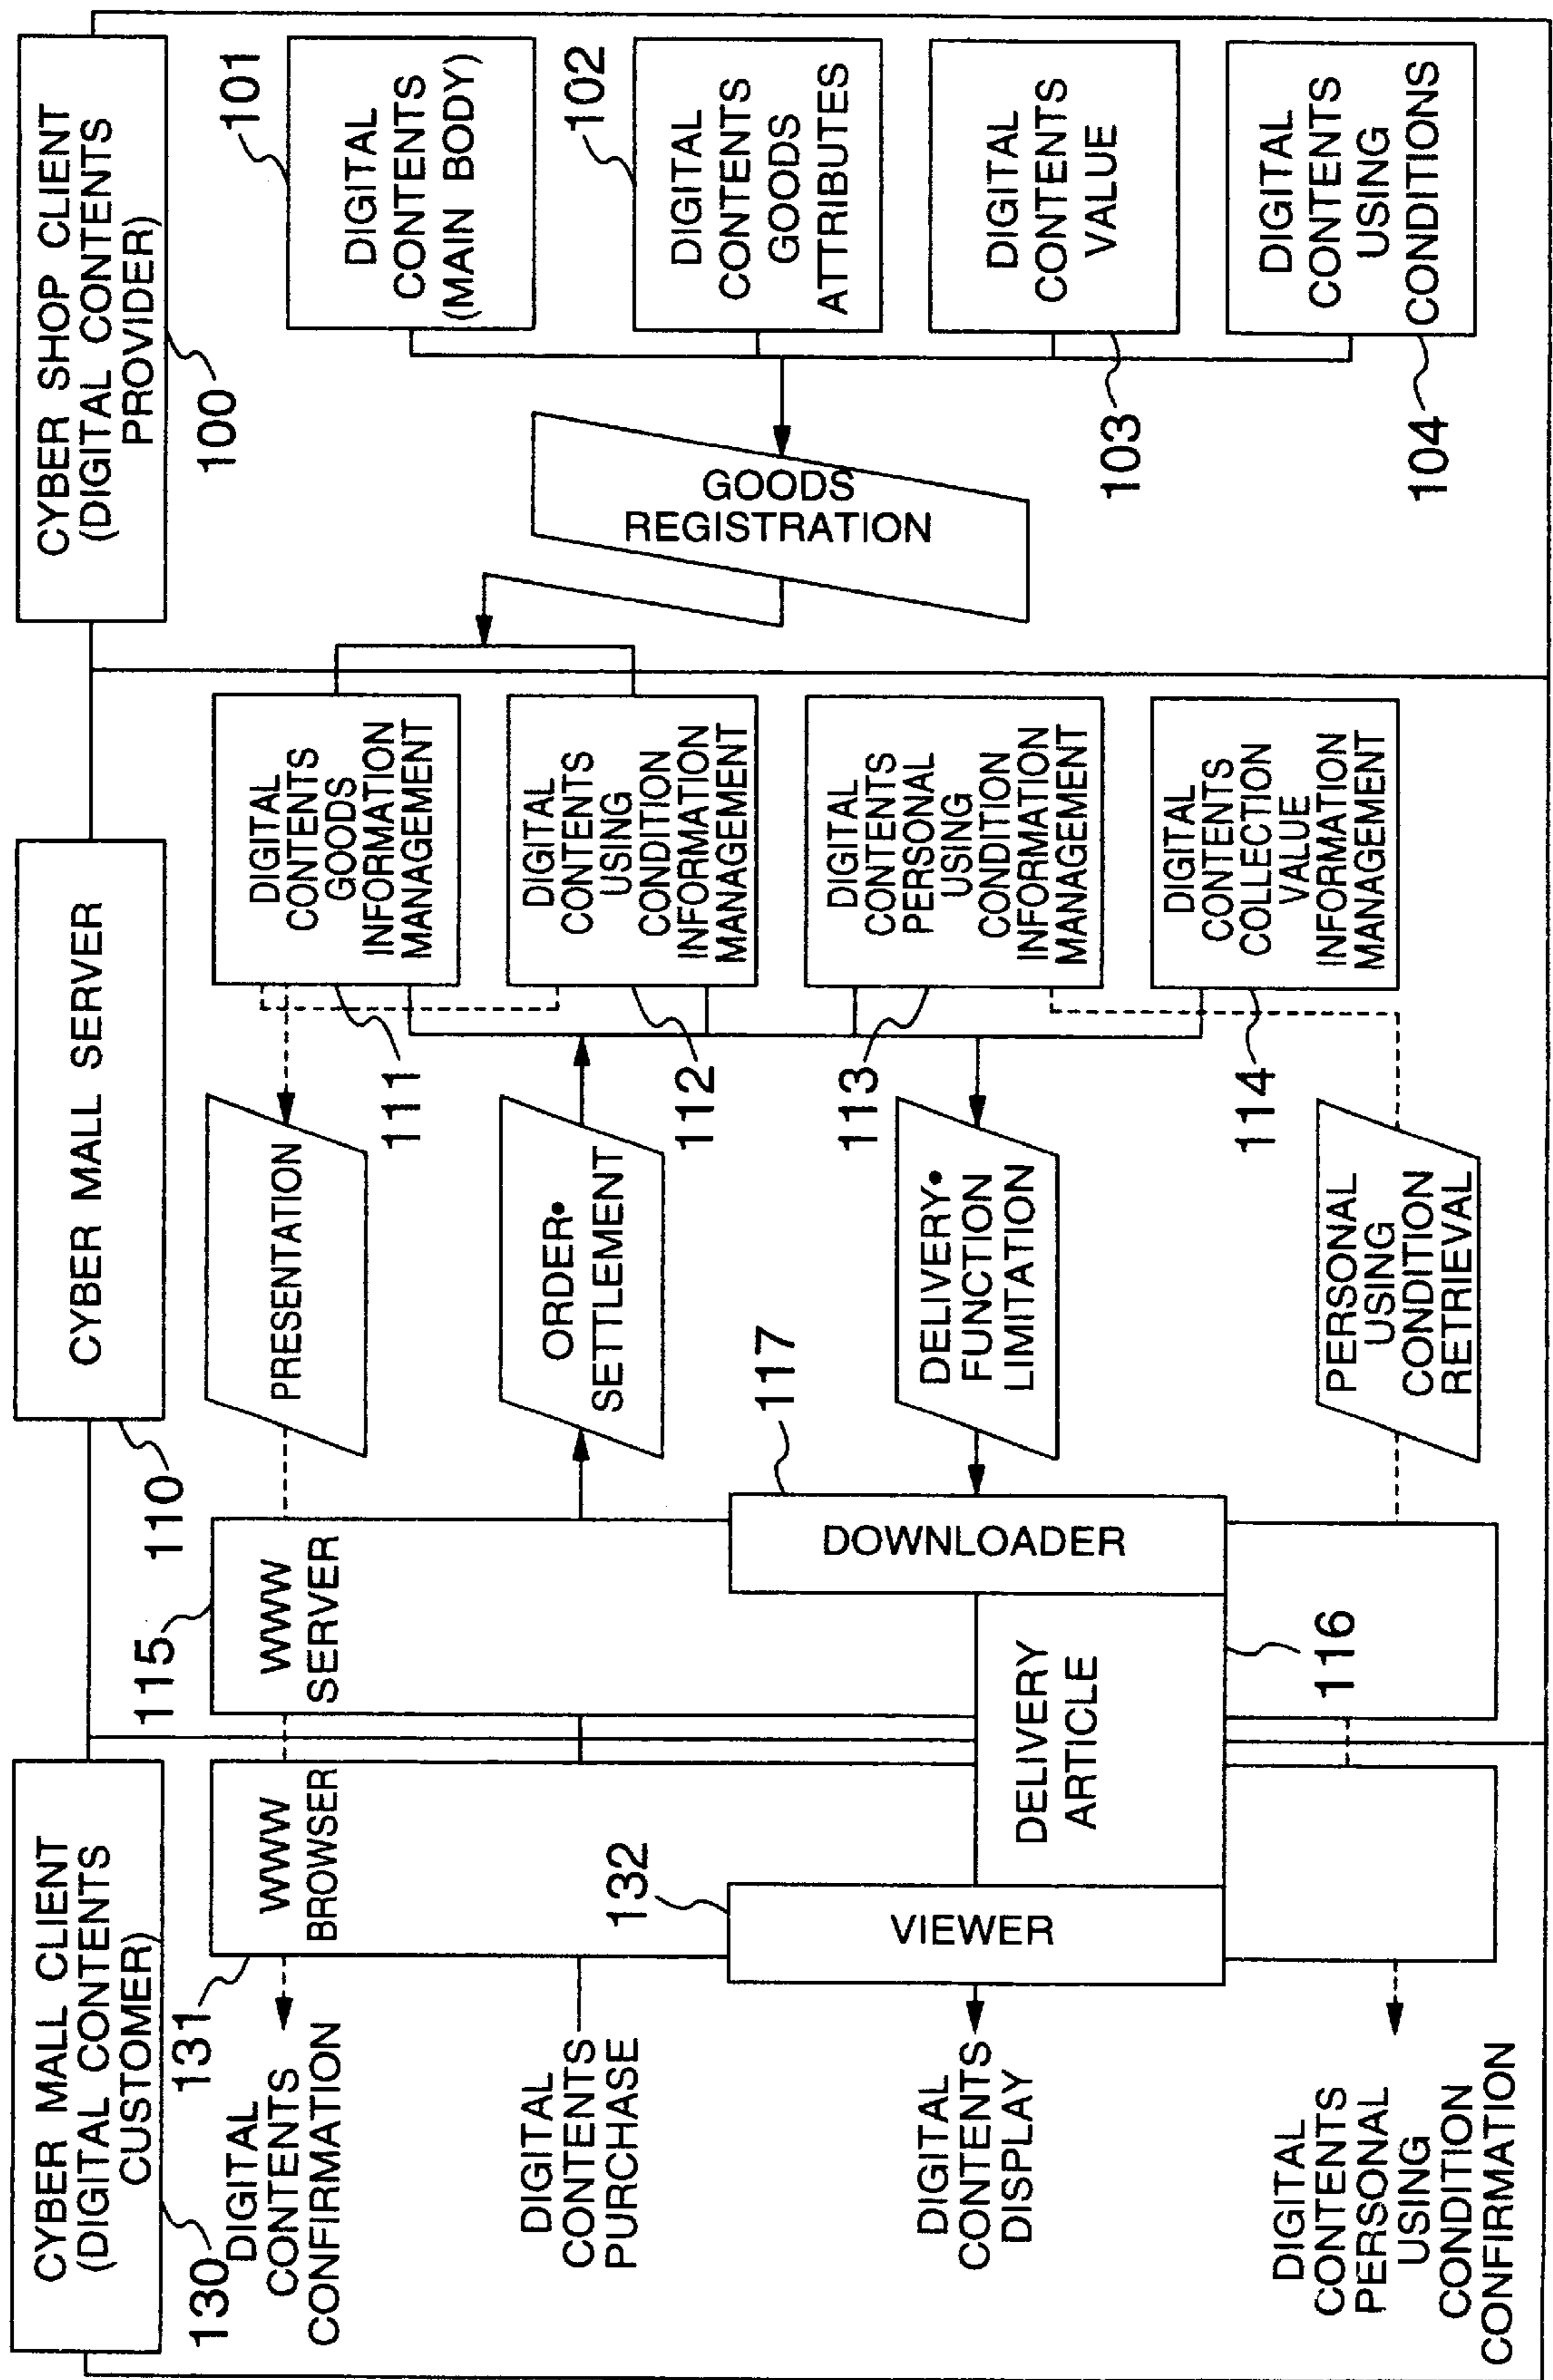 CYBER MALL CLIENT
(DIGITAL CONTENTS
CUSTOMER)
130
DIGITAL
CONTENTS
CONFIRMATION
DIGITAL
CONTENTS
PURCHASE
DIGITAL
CONTENTS
DISPLAY
DIGITAL
CONTENTS
PERSONAL
USING
CONDITION
CONFIRMATION
131
WWW
BROWSER
132
VIEWER
DELIVERY
ARTICLE
CYBER MALL SERVER
110
115
WWW
SERVER
117
DOWNLOADER
116
PRESENTATION
ORDER•
SETTLEMENT
DELIVERY•
FUNCTION
LIMITATION
PERSONAL
USING
CONDITION
RETRIEVAL
111
DIGITAL
CONTENTS
GOODS
INFORMATION
MANAGEMENT
112
DIGITAL
CONTENTS
USING
CONDITION
INFORMATION
MANAGEMENT
113
DIGITAL
CONTENTS
PERSONAL
USING
CONDITION
INFORMATION
MANAGEMENT
114
DIGITAL
CONTENTS
COLLECTION
VALUE
INFORMATION
MANAGEMENT
CYBER SHOP CLIENT
(DIGITAL CONTENTS
PROVIDER)
100
GOODS
REGISTRATION
101
DIGITAL
CONTENTS
(MAIN BODY)
102
DIGITAL
CONTENTS
GOODS
ATTRIBUTES
103
DIGITAL
CONTENTS
VALUE
104
DIGITAL
CONTENTS
USING
CONDITIONS